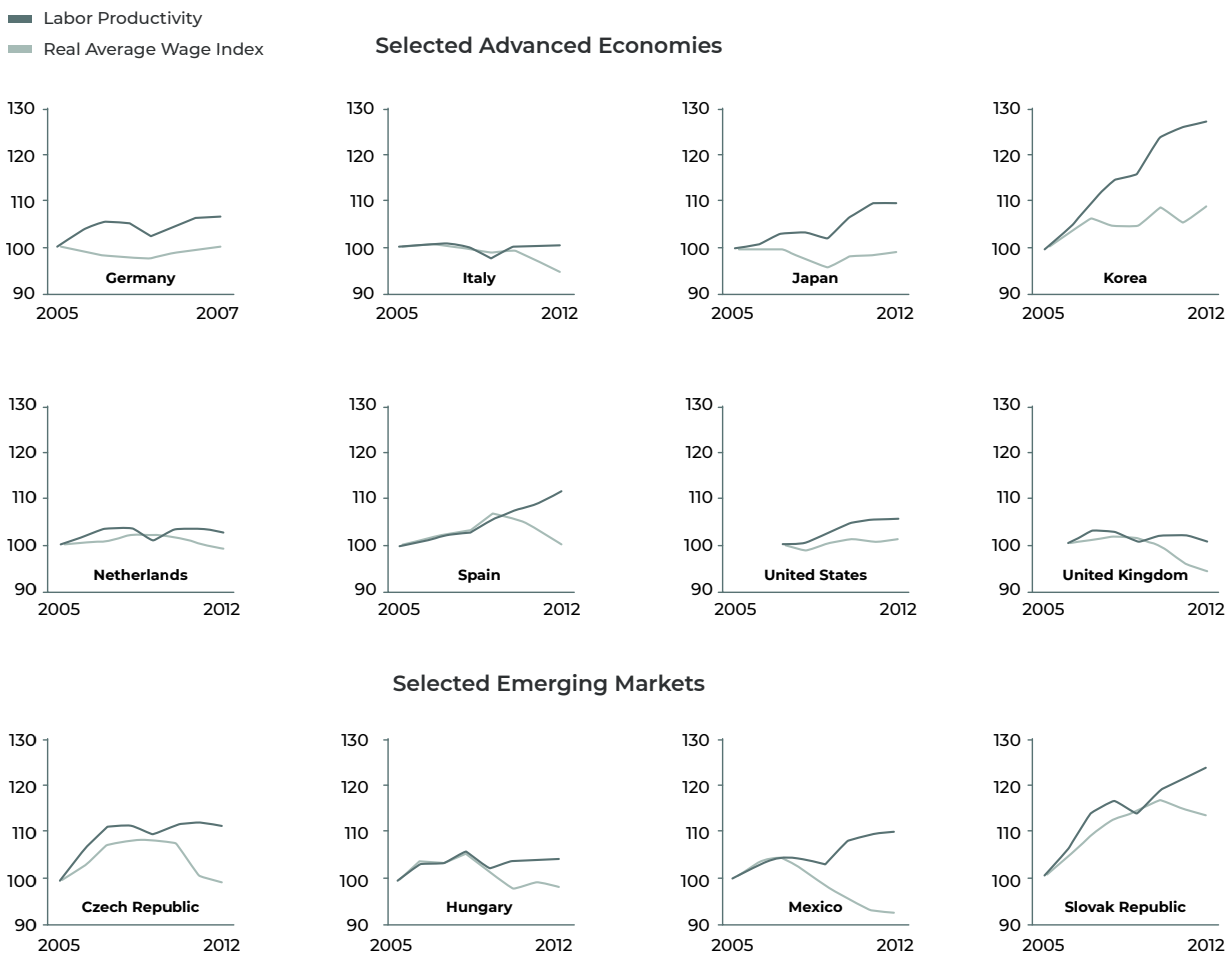 Labor Productivity
Real Average Wage Index
Selected Advanced Economies
130 130 130 130
120 120 120 120
110 110 110 110
100 100 100 100
Germany Italy Japan Korea
90 90 90 90
2005 2007 2005 2012 2005 2012 2005 2012
130 130 130 130
120 120 120 120
110 110 110 110
100 100 100 100
Netherlands Spain United States United Kingdom
90 90 90 90
2005 2012 2005 2012 2005 2012 2005 2012
Selected Emerging Markets
130 130 130 130
120 120 120 120
110 110 110 110
100 100 100 100
Czech Republic Hungary Mexico Slovak Republic
90 90 90 90
2005 2012 2005 2012 2005 2012 2005 2012